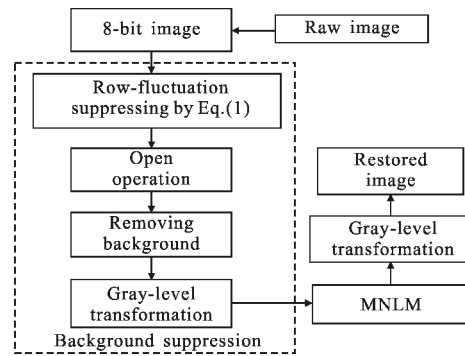 8-bit image
Raw image
Row-fluctuation
suppressing by Eq.(1)
Open
operation
Removing
background
Gray-level
transformation
Background suppression
MNLM
Gray-level
transformation
Restored
image